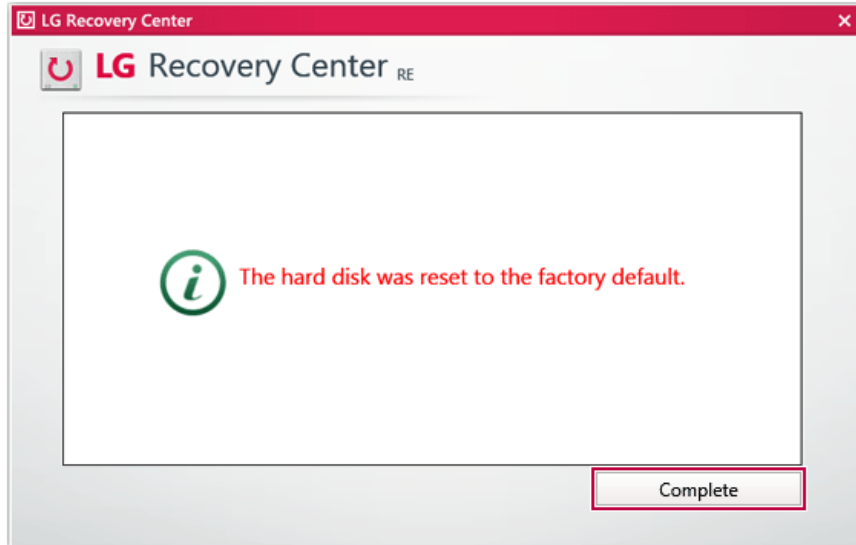 LG Recovery Center
LG Recovery Center RE
The hard disk was reset to the factory default.
Complete